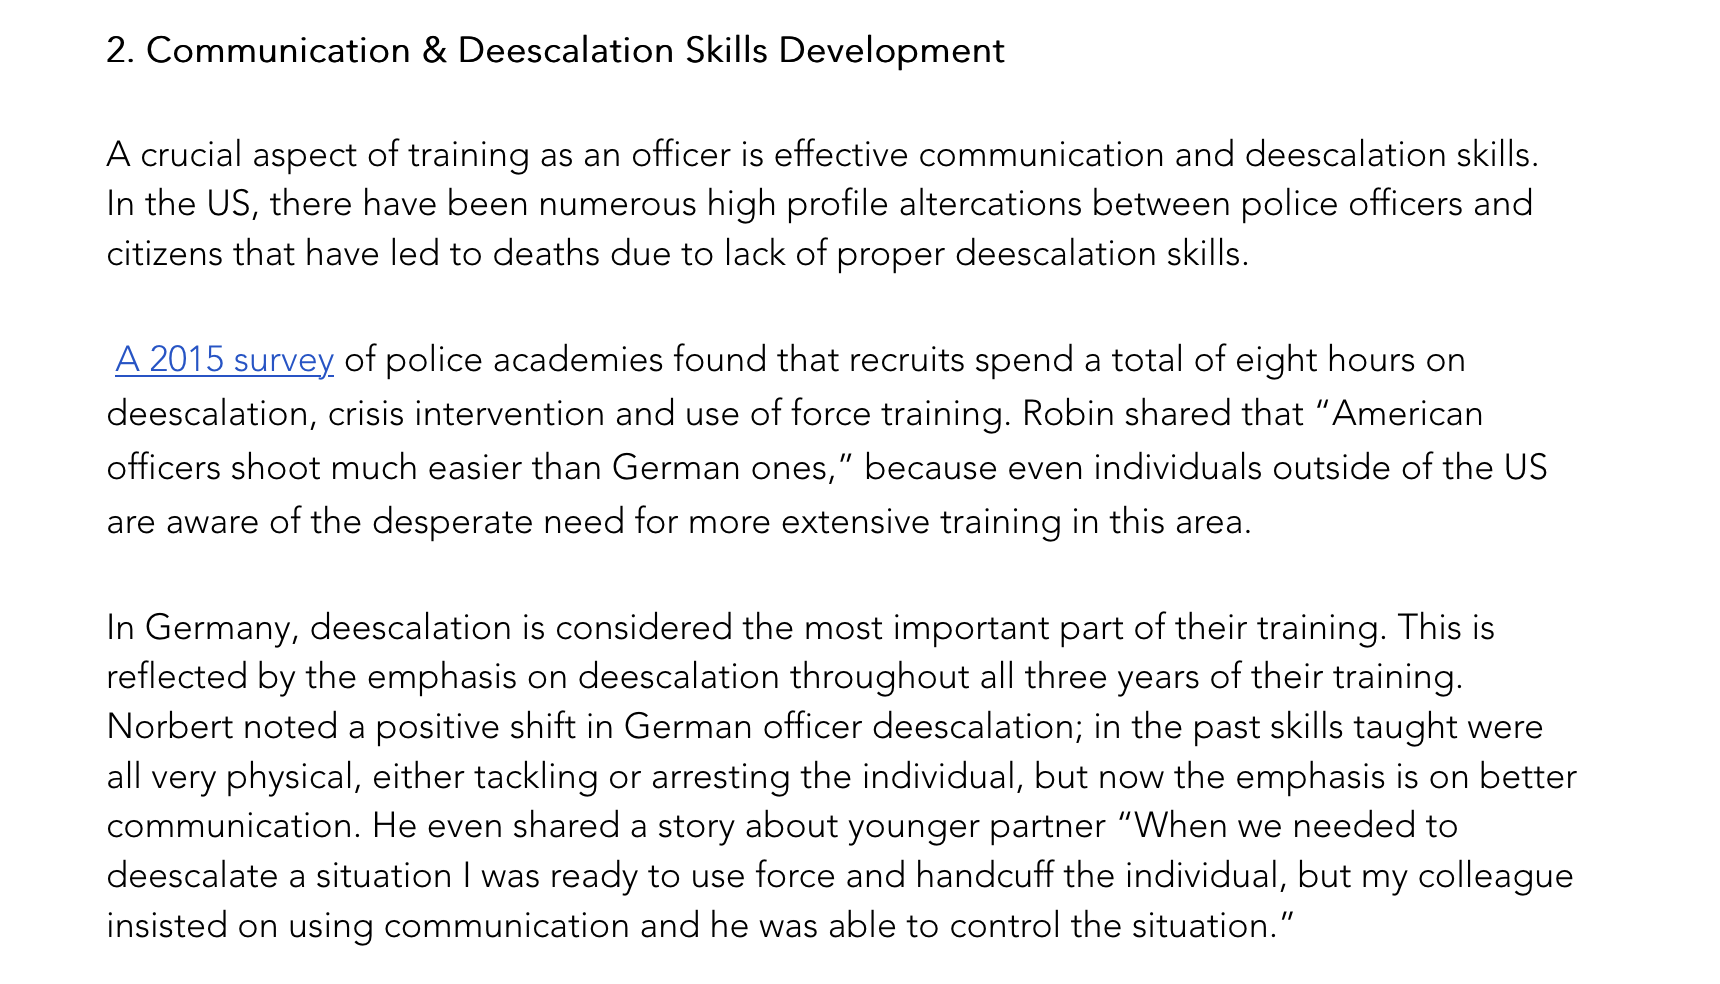 2. Communication & Deescalation Skills Development
A crucial aspect of training as an officer is effective communication and deescalation skills.
In the US, there have been numerous high profile altercations between police officers and
citizens that have led to deaths due to lack of proper deescalation skills.
A 2015 survey of police academies found that recruits spend a total of eight hours on
deescalation, crisis intervention and use of force training. Robin shared that “American
officers shoot much easier than German ones,” because even individuals outside of the US
are aware of the desperate need for more extensive training in this area.
In Germany, deescalation is considered the most important part of their training. This is
reflected by the emphasis on deescalation throughout all three years of their training.
Norbert noted a positive shift in German officer deescalation; in the past skills taught were
all very physical, either tackling or arresting the individual, but now the emphasis is on better
communication. He even shared a story about younger partner “When we needed to
deescalate a situation I was ready to use force and handcuff the individual, but my colleague
insisted on using communication and he was able to control the situation.”